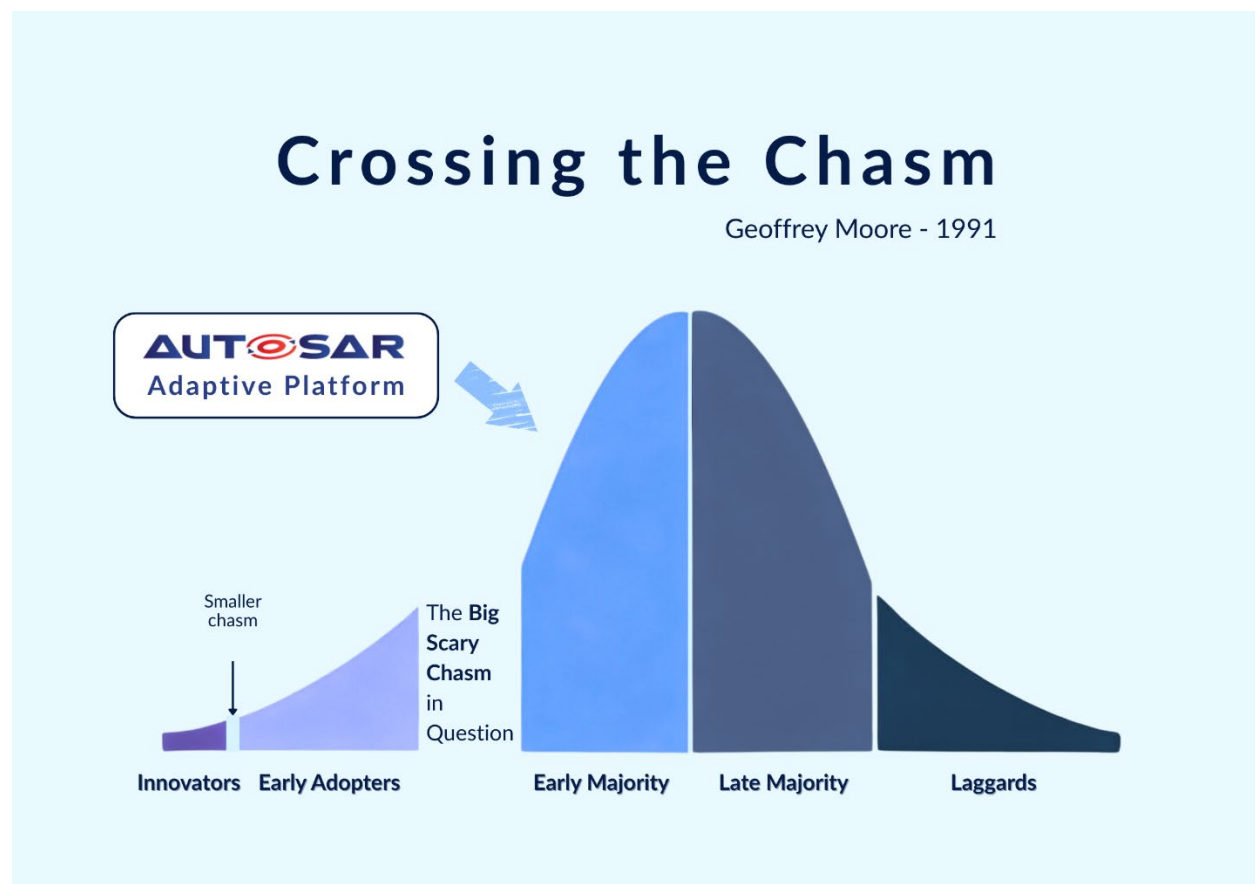 Crossing the Chasm
Geoffrey Moore - 1991
AUTOSAR
Adaptive Platform
Smaller
chasm
The Big
Scary
Chasm
in
Question
Innovators
Early Adopters
Early Majority
Late Majority
Laggards